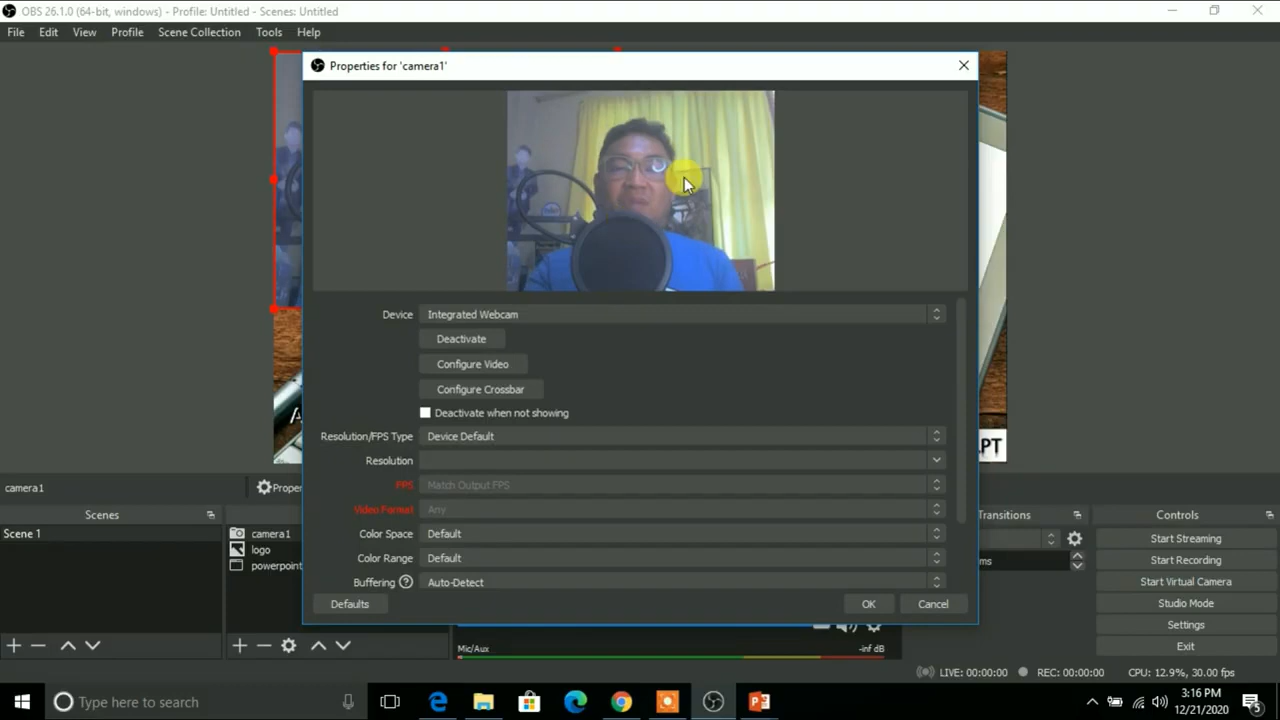 OBS 26.1.0 (64-bit, windows) - Profile: Untitled - Scenes: Untitled
File Edit View Profile Scene Collection Tools Help
Properties for 'camera1'
Device Integrated Webcam
Deactivate
Configure Video
Configure Crossbar
Deactivate when not showing
Resolution/FPS Type Device Default
Resolution
FPS Match Output FPS
Video Format Any
Color Space Default
Color Range Default
Buffering ? Auto-Detect
Defaults OK Cancel
PT
camera1 Proper
Scenes
Scene 1
camera1
logo
powerpoint
Transitions
ms
Controls
Start Streaming
Start Recording
Start Virtual Camera
Studio Mode
Settings
Exit
Mic/Aux -inf dB
LIVE: 00:00:00 REC: 00:00:00 CPU: 12.9%, 30.00 fps
Type here to search
3:16 PM
12/21/2020
5